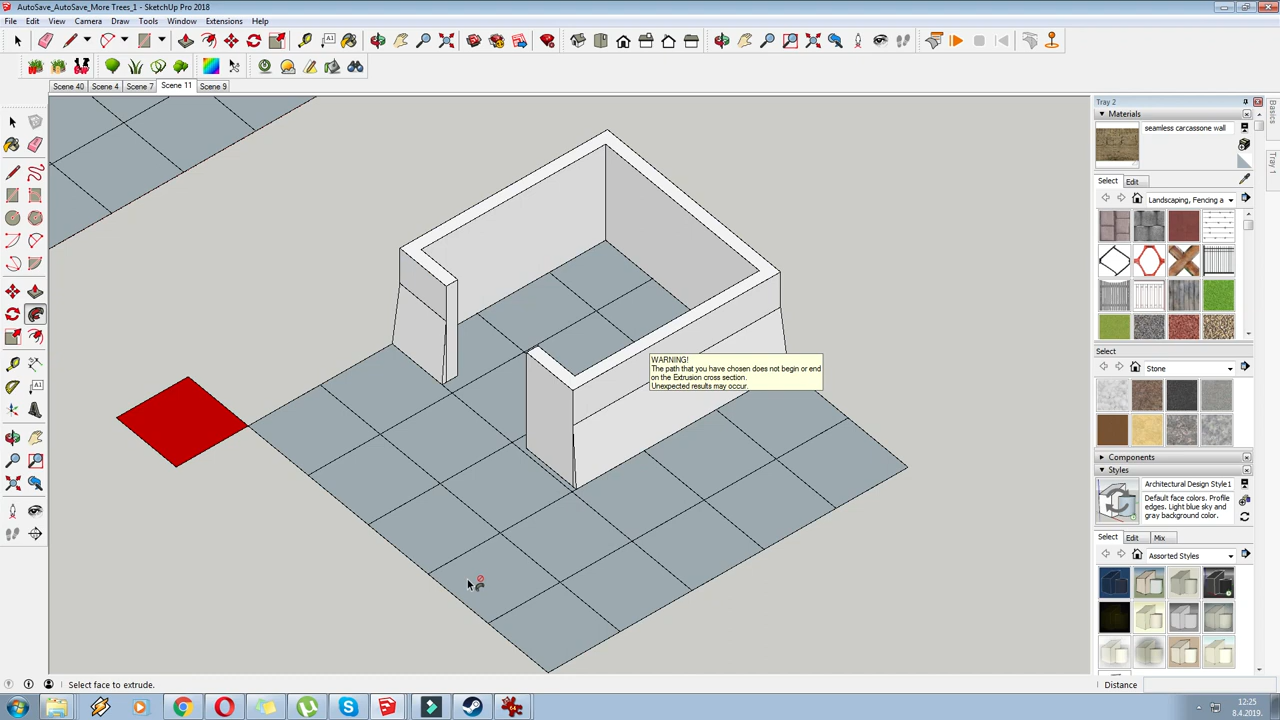 AutoSave_AutoSave_More Trees_1 - SketchUp Pro 2018
File Edit View Camera Draw Tools Window Extensions Help
Scene 40 Scene 4 Scene 7 Scene 11 Scene 9
Tray 2
Materials
seamless carcassone wall
Select Edit
Landscaping, Fencing a
Select
Stone
Components
Styles
Architectural Design Style1
Default face colors. Profile
edges. Light blue sky and
gray background color.
Select Edit Mix
Assorted Styles
Basics
Tray 1
WARNING!
The path that you have chosen does not begin or end
on the Extrusion cross section.
Unexpected results may occur.
Select face to extrude.
Distance
12:25
8.4.2019.